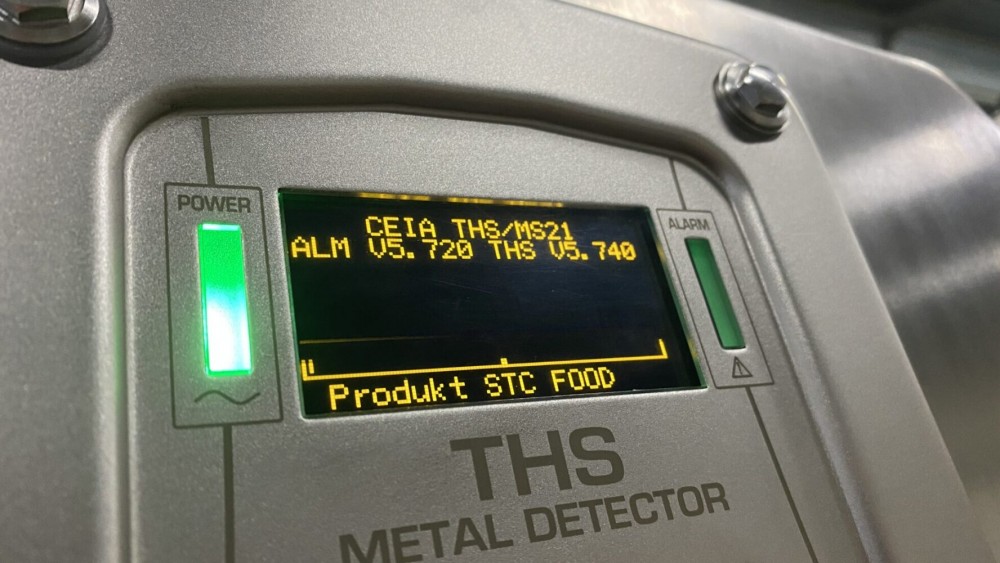 POWER
ALARM
CEIA THS/MS21
ALM V5.720 THS V5.740
Produkt STC FOOD
THS
METAL DETECTOR